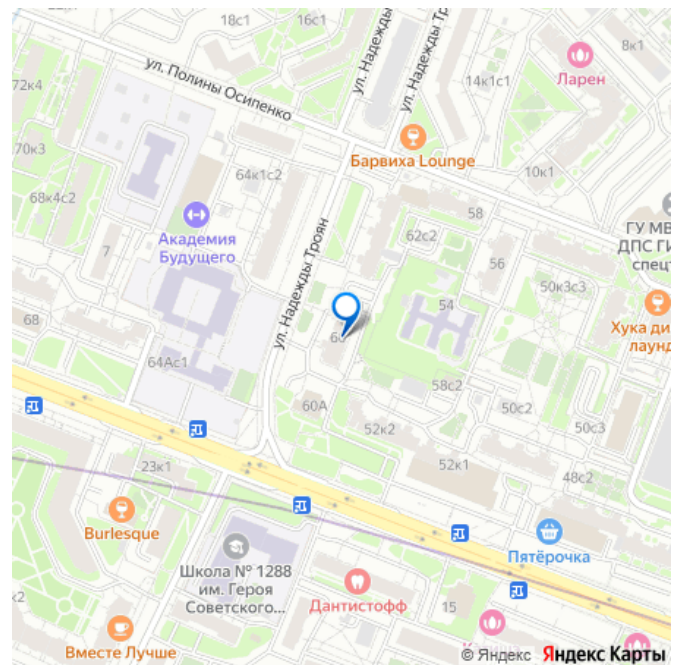 18с1
18с2
8к1
Ларен
72к4
ул. Полины Осипенко
ул. Надежды
ул. Надежды Троян
14к1с1
Барвиха Lounge
70к3
64к1с2
10к1
68к4с2
58
Академия
Будущего
62с2
ГУ МВ
ДПС ГИ
спецт
7
56
50к3с3
ул. Надежды Троян
54
Хука ди
лаунд
68
64Ас1
58с2
60А
50с2
52к2
50с3
23к1
52к1
48с2
Burlesque
Пятёрочка
Школа № 1288
им. Героя
Советского...
Дантистофф
к2
15
Вместе Лучше
© Яндекс Яндекс Карты